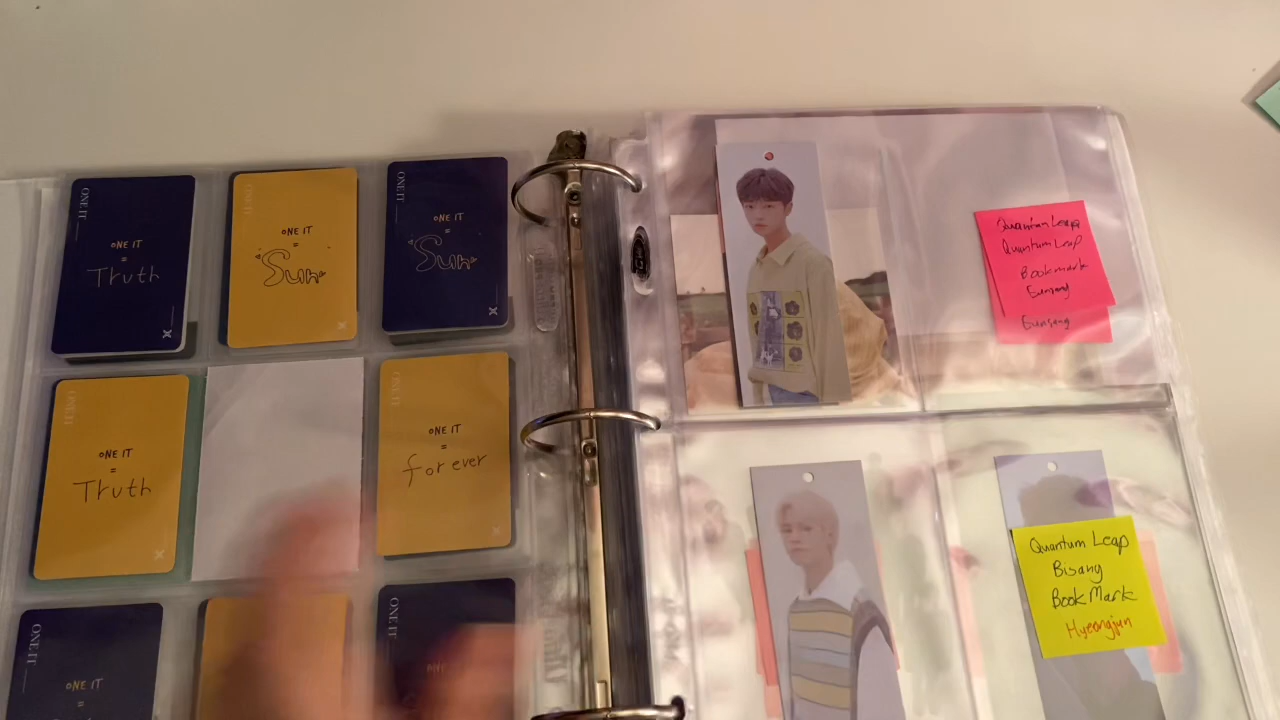 ONE IT
ONE IT
=
Truth
ONE IT
ONE IT
=
Sun
ONE IT
ONE IT
=
Sun
ONE IT
ONE IT
=
Truth
ONE IT
ONE IT
=
forever
ONE IT
ONE IT
ONE IT
Quantum Leap
Quantum Leap
Bookmark
Eunsang
Eunsang
Quantum Leap
Bisang
Book Mark
Hyeongjun